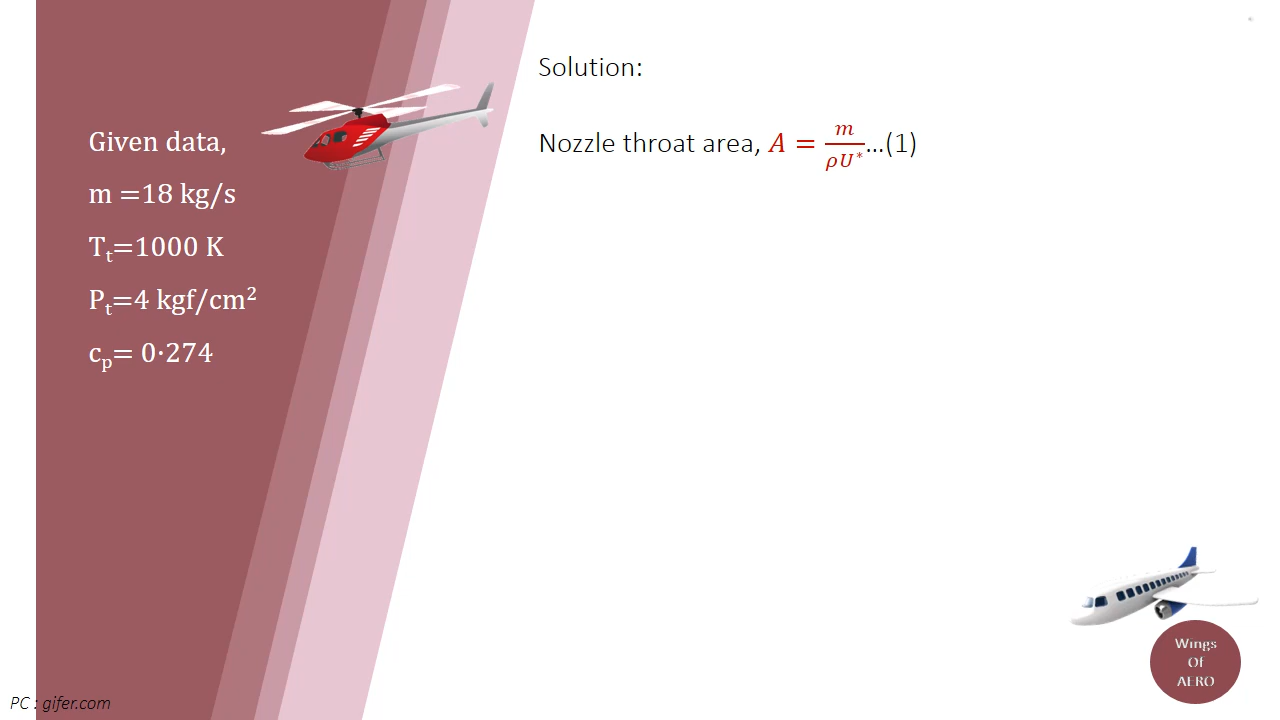 Solution:
Given data,
Nozzle throat area, A = m/ρU* …(1)
m =18 kg/s
Tₜ=1000 K
Pₜ=4 kgf/cm²
cₚ= 0·274
Wings
Of
AERO
PC : gifer.com